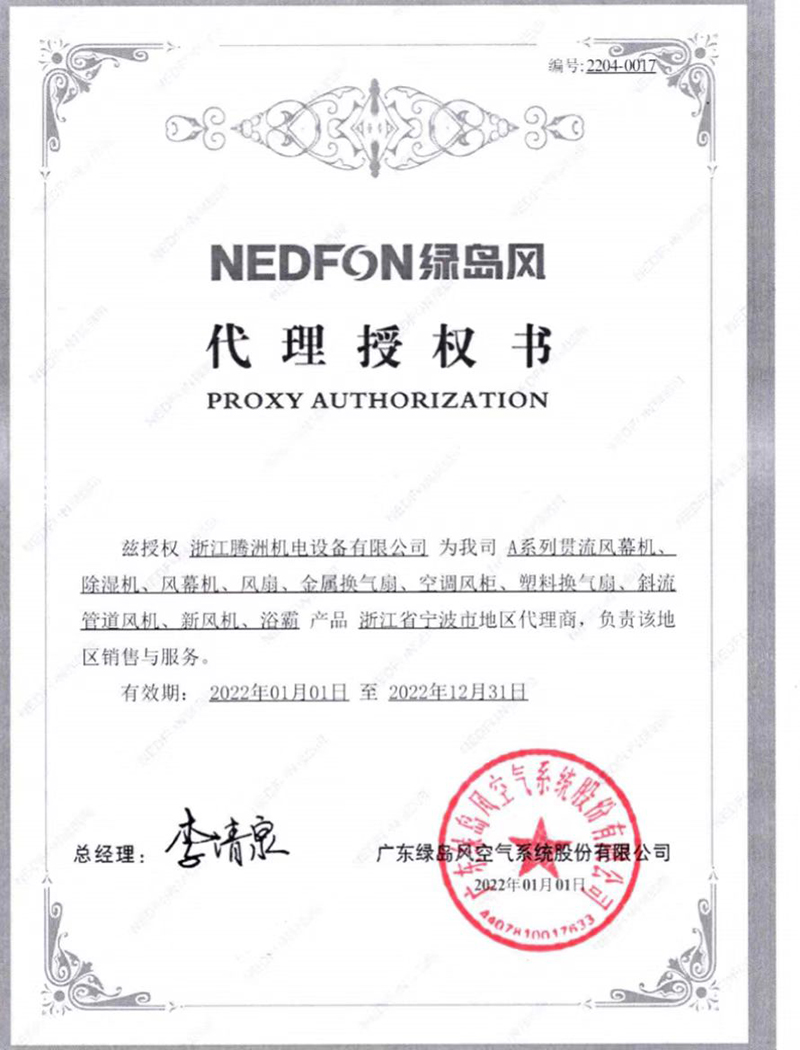 编号:2204-0017
NEDFON绿岛风
代理授权书
PROXY AUTHORIZATION
兹授权 浙江腾洲机电设备有限公司 为我司 A系列贯流风幕机、
除湿机、风幕机、风扇、金属换气扇、空调风柜、塑料换气扇、斜流
管道风机、新风机、浴霸 产品 浙江省宁波市地区代理商，负责该地
区销售与服务。
有效期： 2022年01月01日 至 2022年12月31日
总经理：李清泉
广东绿岛风空气系统股份有限公司
2022年01月01日
广东绿岛风空气系统股份有限公司
4407810017633